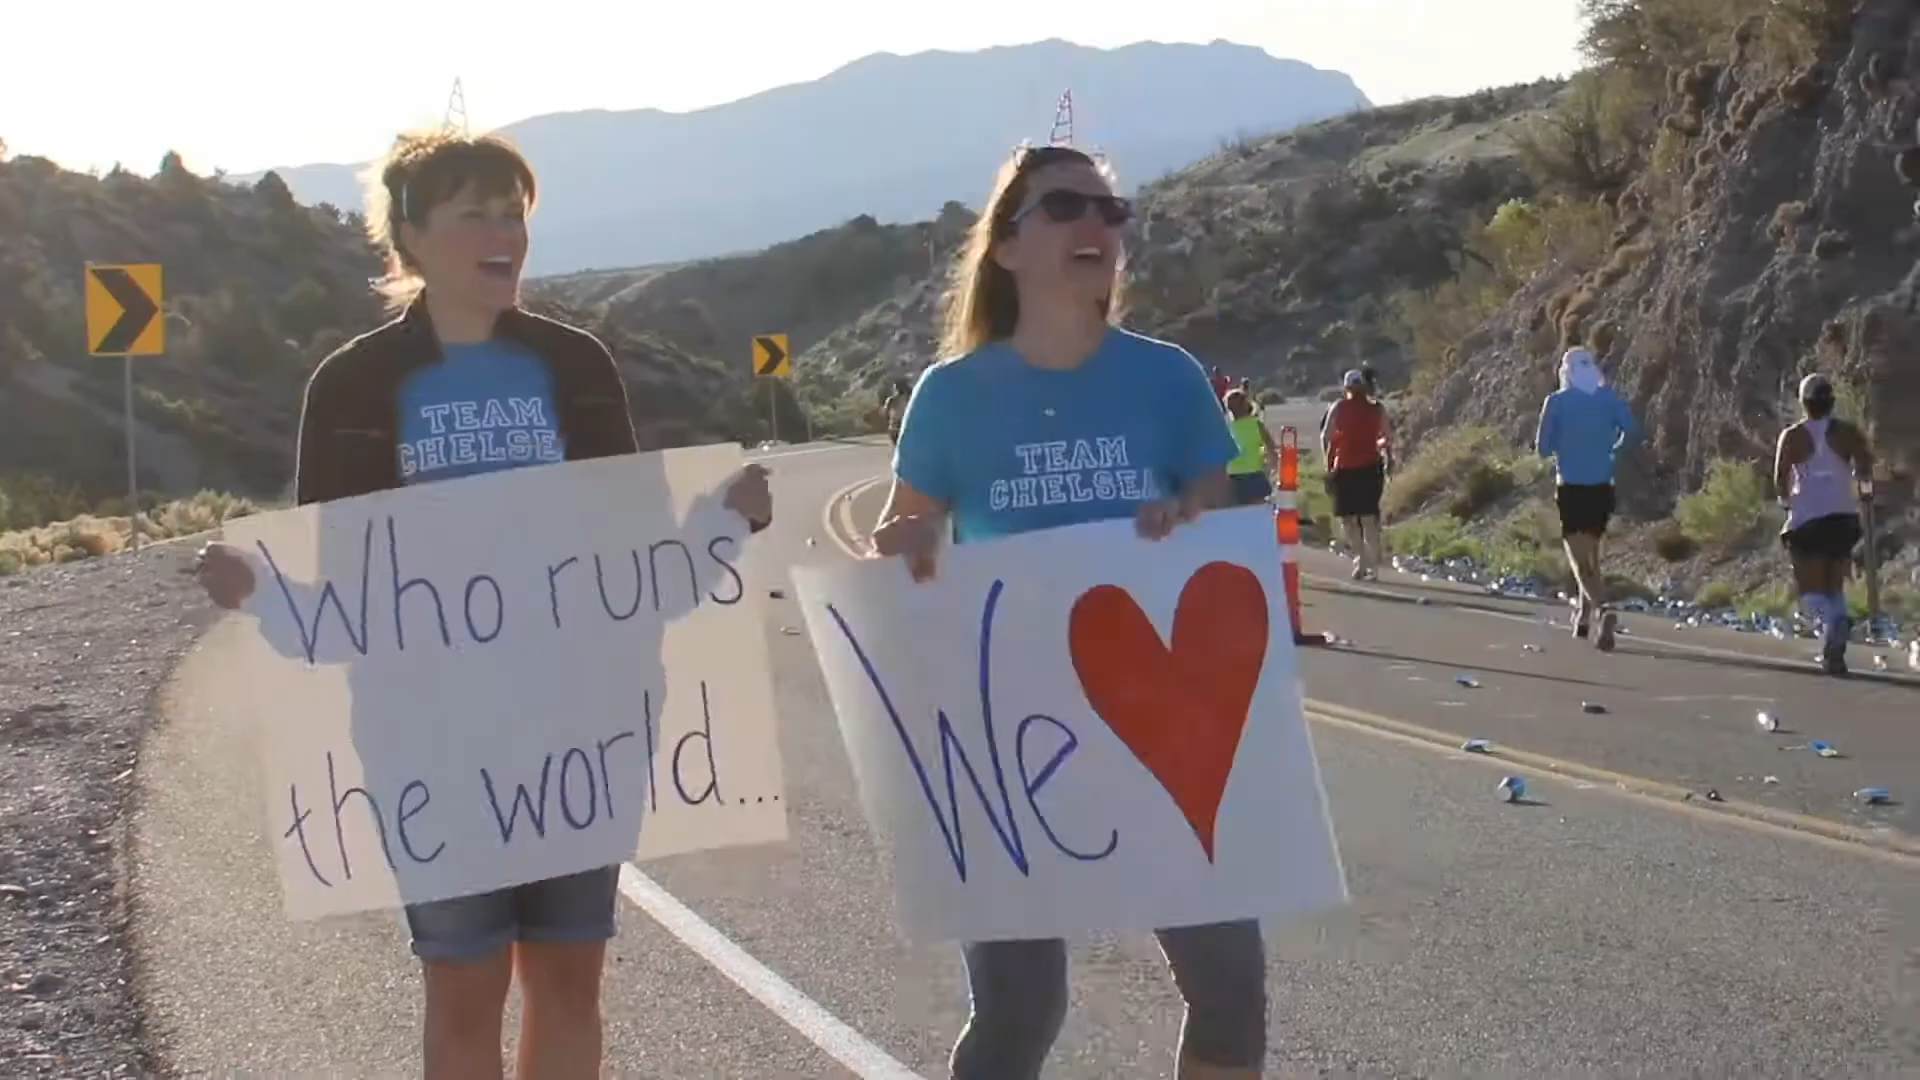 TEAM
CHELSE
TEAM
CHELSEA
Who runs
the world...
We